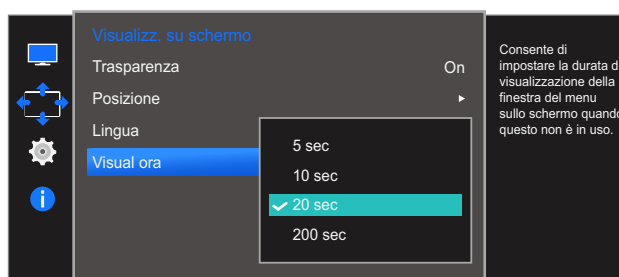 Visualizz. su schermo
Trasparenza On
Posizione
Lingua
Visual ora
5 sec
10 sec
20 sec
200 sec
Consente di
impostare la durata d
visualizzazione della
finestra del menu
sullo schermo quando
questo non è in uso.